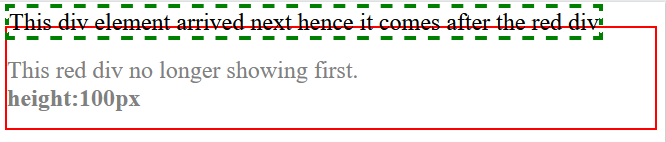 This div element arrived next hence it comes after the red div
This red div no longer showing first.
height:100px